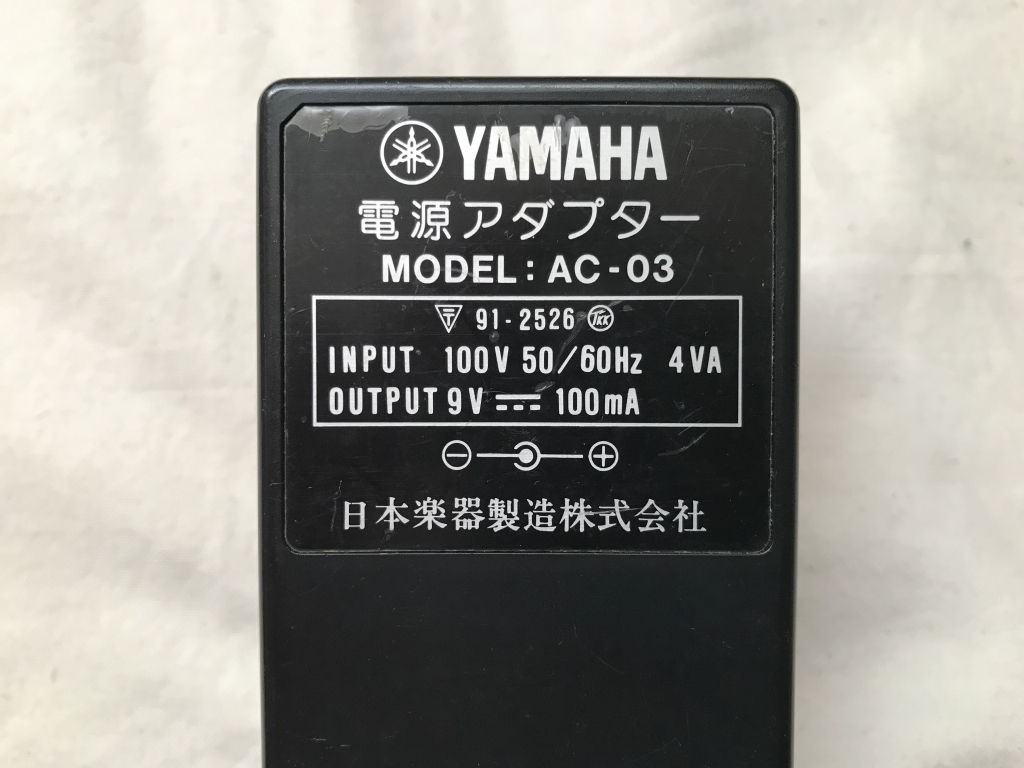 YAMAHA
電源アダプター
MODEL: AC-03
T 91-2526 TKK
INPUT 100V 50/60Hz 4VA
OUTPUT 9V ⎓ 100mA
日本楽器製造株式会社